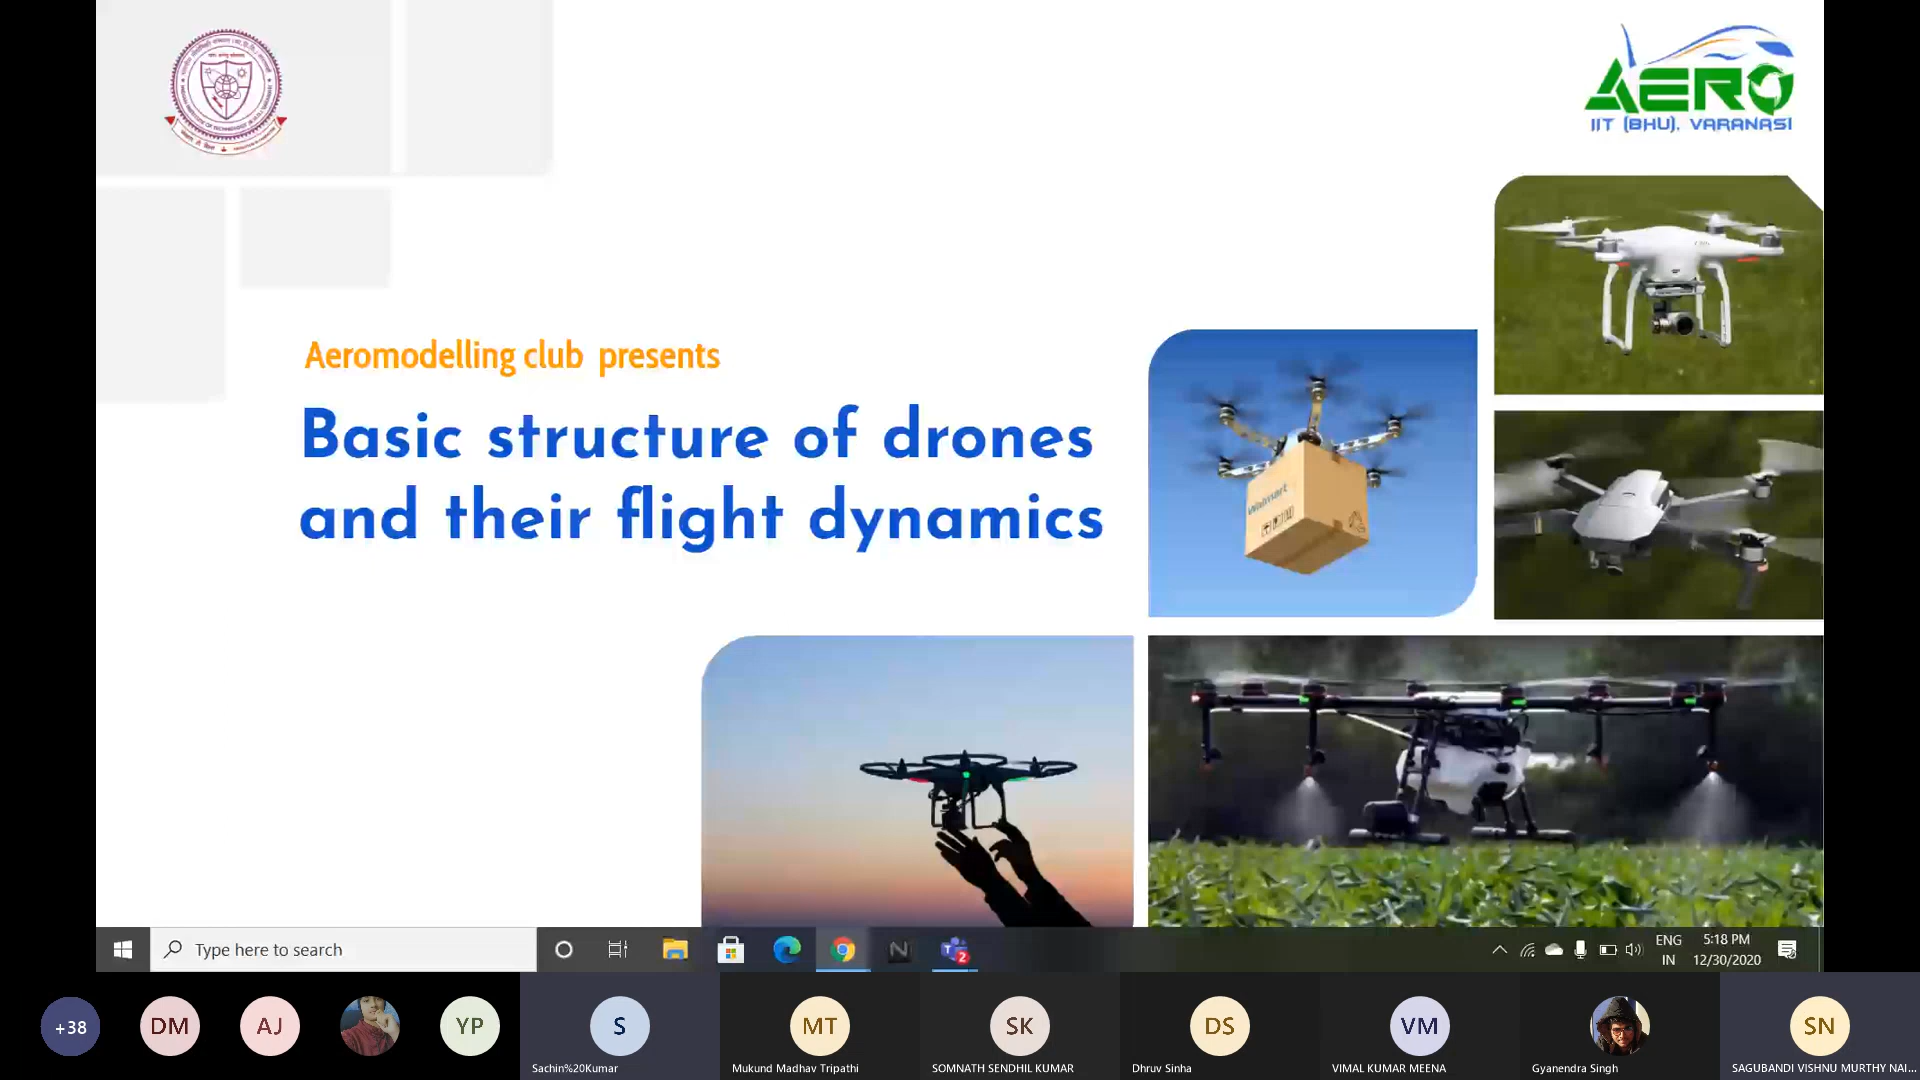 AERO
IIT (BHU), VARANASI
Aeromodelling club presents
Basic structure of drones
and their flight dynamics
Walmart
Type here to search
2
ENG
IN
5:18 PM
12/30/2020
+38
DM
AJ
YP
S
MT
SK
DS
VM
SN
Sachin%20Kumar
Mukund Madhav Tripathi
SOMNATH SENDHIL KUMAR
Dhruv Sinha
VIMAL KUMAR MEENA
Gyanendra Singh
SAGUBANDI VISHNU MURTHY NAI...